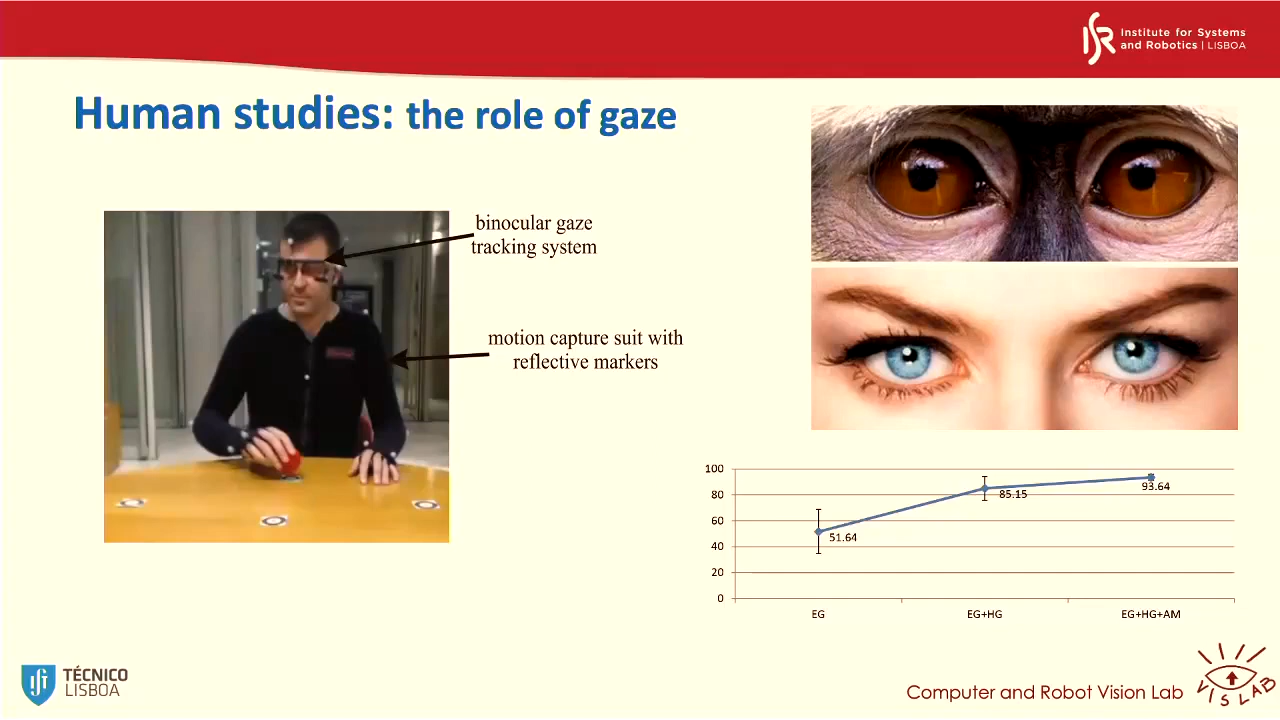 Institute for Systems
and Robotics | LISBOA
Human studies: the role of gaze
binocular gaze
tracking system
motion capture suit with
reflective markers
100
80
60
40
20
0
51.64
85.15
93.64
EG
EG+HG
EG+HG+AM
TÉCNICO
LISBOA
Computer and Robot Vision Lab
VISLAB